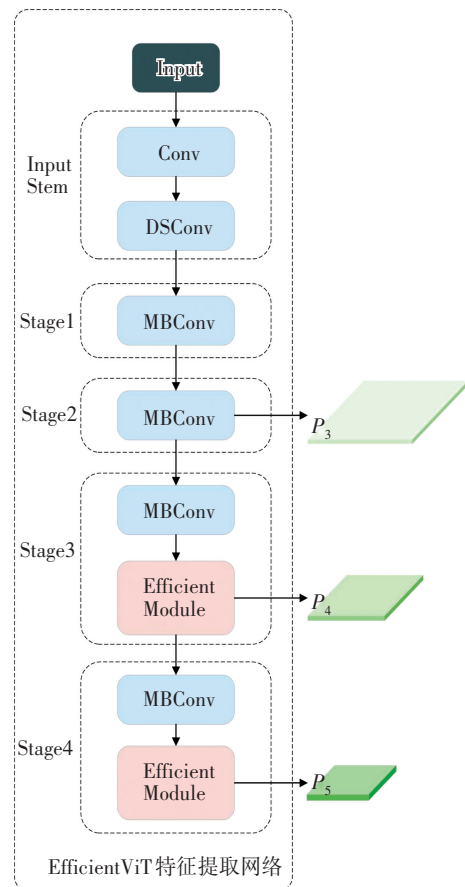 Input
Input
Stem
Conv
DSConv
Stage1
MBConv
Stage2
MBConv
P3
Stage3
MBConv
Efficient
Module
P4
Stage4
MBConv
Efficient
Module
P5
EfficientViT特征提取网络